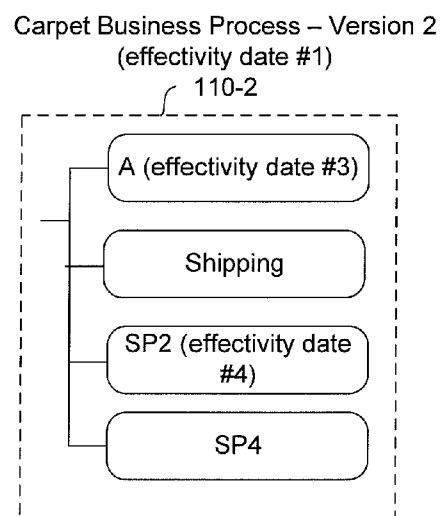 Carpet Business Process – Version 2
(effectivity date #1)
110-2
A (effectivity date #3)
Shipping
SP2 (effectivity date
#4)
SP4